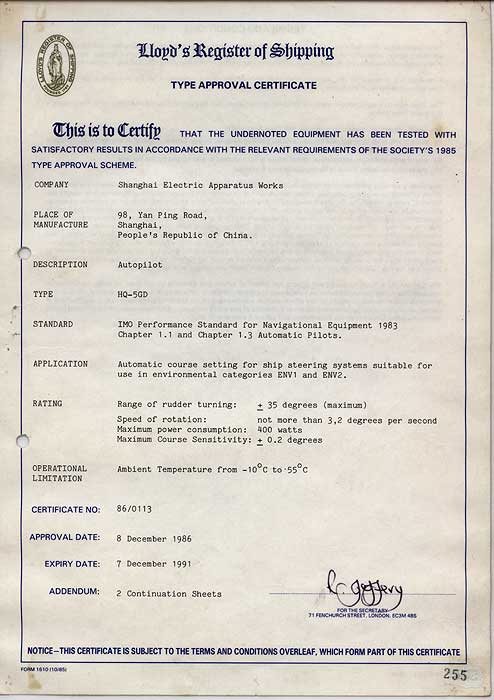 LLOYD'S REGISTER OF SHIPPING
Lloyd's Register of Shipping
TYPE APPROVAL CERTIFICATE
This is to Certify THAT THE UNDERNOTED EQUIPMENT HAS BEEN TESTED WITH
SATISFACTORY RESULTS IN ACCORDANCE WITH THE RELEVANT REQUIREMENTS OF THE SOCIETY'S 1985
TYPE APPROVAL SCHEME.
COMPANY Shanghai Electric Apparatus Works
PLACE OF 98, Yan Ping Road,
MANUFACTURE Shanghai,
People's Republic of China.
DESCRIPTION Autopilot
TYPE HQ-5GD
STANDARD IMO Performance Standard for Navigational Equipment 1983
Chapter 1.1 and Chapter 1.3 Automatic Pilots.
APPLICATION Automatic course setting for ship steering systems suitable for
use in environmental categories ENV1 and ENV2.
RATING Range of rudder turning: ± 35 degrees (maximum)
Speed of rotation: not more than 3,2 degrees per second
Maximum power consumption: 400 watts
Maximum Course Sensitivity: ± 0.2 degrees
OPERATIONAL Ambient Temperature from -10°C to 55°C
LIMITATION
CERTIFICATE NO: 86/0113
APPROVAL DATE: 8 December 1986
EXPIRY DATE: 7 December 1991
ADDENDUM: 2 Continuation Sheets
FOR THE SECRETARY
71 FENCHURCH STREET, LONDON, EC3M 4BS
NOTICE—THIS CERTIFICATE IS SUBJECT TO THE TERMS AND CONDITIONS OVERLEAF, WHICH FORM PART OF THIS CERTIFICATE
FORM 1610 (10/85)
255